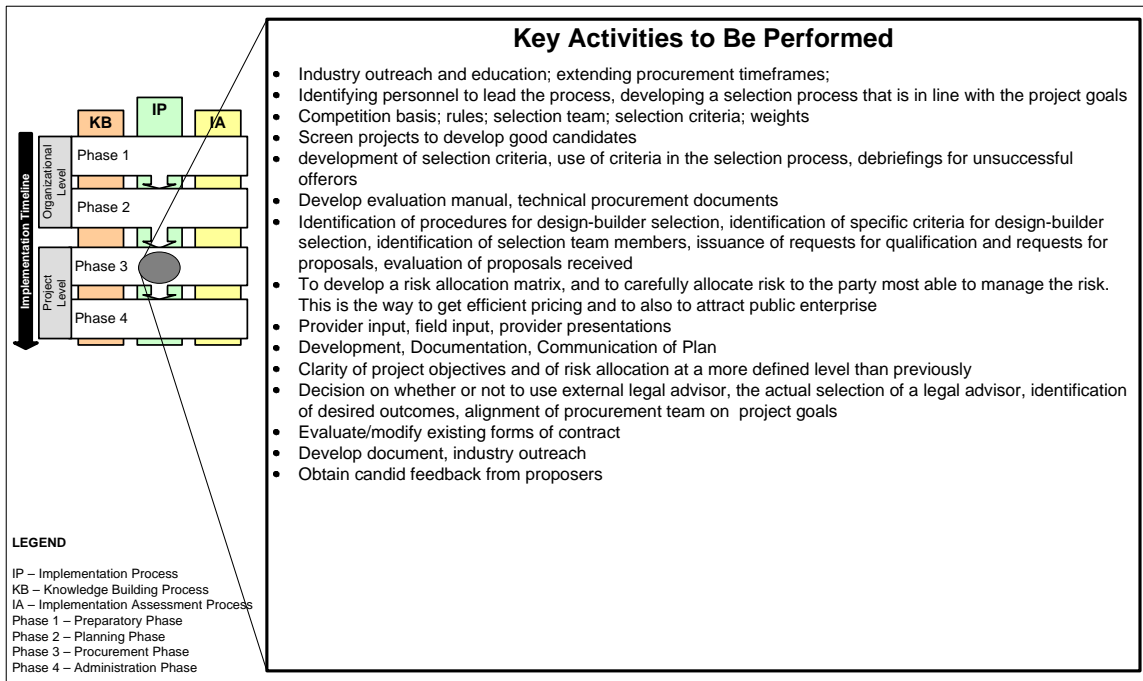 Key Activities to Be Performed
• Industry outreach and education; extending procurement timeframes;
• Identifying personnel to lead the process, developing a selection process that is in line with the project goals
• Competition basis; rules; selection team; selection criteria; weights
• Screen projects to develop good candidates
• development of selection criteria, use of criteria in the selection process, debriefings for unsuccessful
offerors
• Develop evaluation manual, technical procurement documents
• Identification of procedures for design-builder selection, identification of specific criteria for design-builder
selection, identification of selection team members, issuance of requests for qualification and requests for
proposals, evaluation of proposals received
• To develop a risk allocation matrix, and to carefully allocate risk to the party most able to manage the risk.
This is the way to get efficient pricing and to also to attract public enterprise
• Provider input, field input, provider presentations
• Development, Documentation, Communication of Plan
• Clarity of project objectives and of risk allocation at a more defined level than previously
• Decision on whether or not to use external legal advisor, the actual selection of a legal advisor, identification
of desired outcomes, alignment of procurement team on project goals
• Evaluate/modify existing forms of contract
• Develop document, industry outreach
• Obtain candid feedback from proposers
KB
IP
IA
Implementation Timeline
Organizational
Level
Project
Level
Phase 1
Phase 2
Phase 3
Phase 4
LEGEND
IP – Implementation Process
KB – Knowledge Building Process
IA – Implementation Assessment Process
Phase 1 – Preparatory Phase
Phase 2 – Planning Phase
Phase 3 – Procurement Phase
Phase 4 – Administration Phase